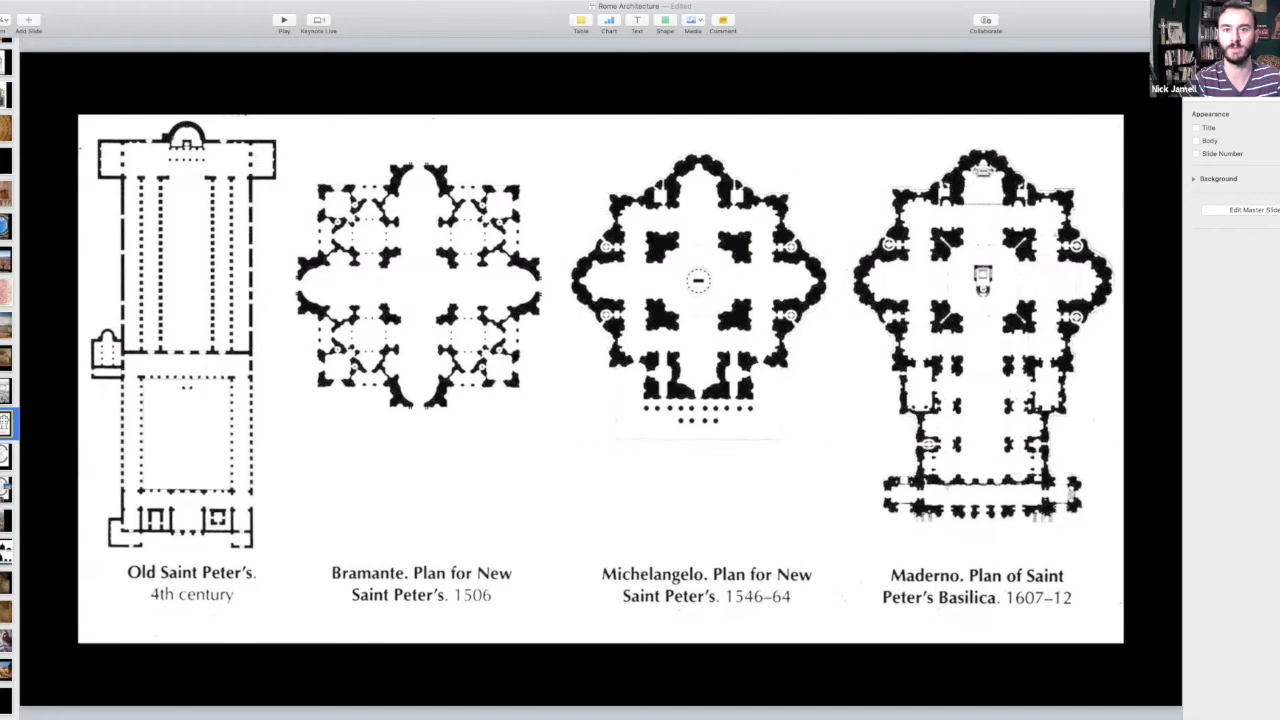 Rome Architecture — Edited
Add Slide
Play
Keynote Live
Table
Chart
Text
Shape
Media
Comment
Collaborate
Nick Jamell
Appearance
Title
Body
Slide Number
Background
Edit Master Slide
Old Saint Peter's.
4th century
Bramante. Plan for New
Saint Peter's. 1506
Michelangelo. Plan for New
Saint Peter's. 1546–64
Maderno. Plan of Saint
Peter's Basilica. 1607–12